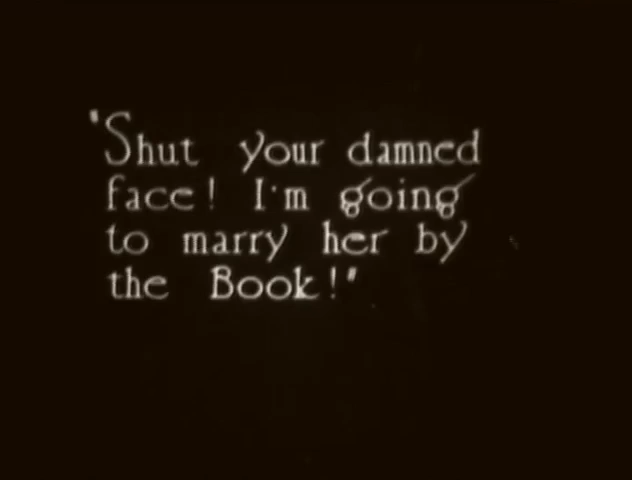 "Shut your damned
face! I'm going
to marry her by
the Book!"